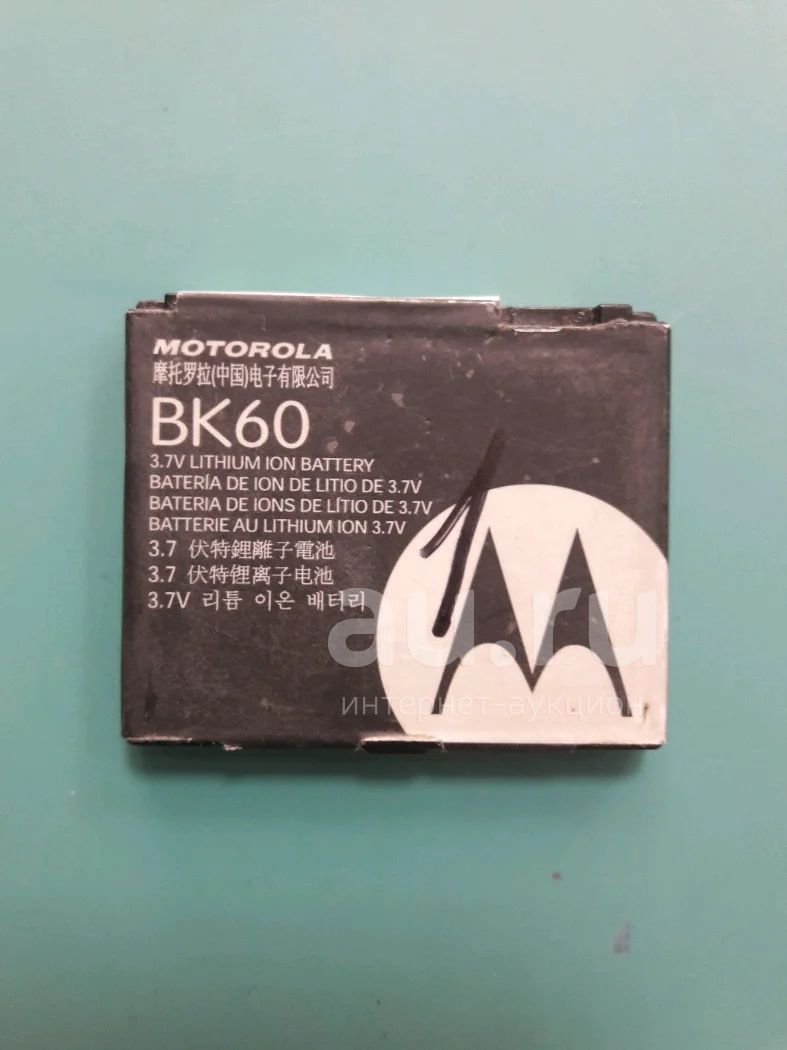 MOTOROLA
摩托罗拉(中国)电子有限公司
BK60
3.7V LITHIUM ION BATTERY
BATERÍA DE ION DE LITIO DE 3.7V
BATERIA DE IONS DE LÍTIO DE 3.7V
BATTERIE AU LITHIUM ION 3.7V
3.7 伏特鋰離子電池
3.7 伏特锂离子电池
3.7V 리튬 이온 배터리
1
au.ru
интернет-аукцион